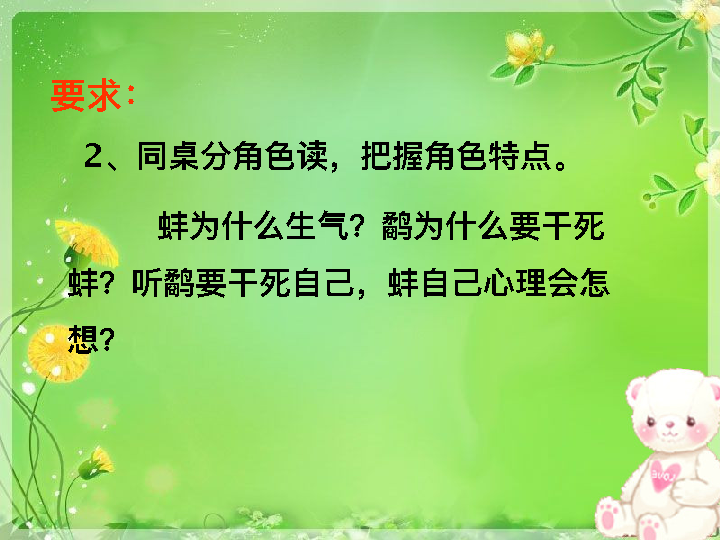 要求：
2、同桌分角色读，把握角色特点。
蚌为什么生气？鹬为什么要干死
蚌？听鹬要干死自己，蚌自己心理会怎
想？